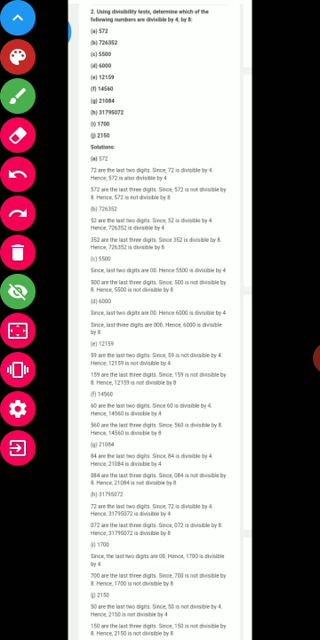 2. Using divisibility tests, determine which of the
following numbers are divisible by 4; by 8:
(a) 572
(b) 726352
(c) 5500
(d) 6000
(e) 12159
(f) 14560
(g) 21084
(h) 31795072
(i) 1700
(j) 2150
Solutions:
(a) 572
72 are the last two digits. Since, 72 is divisible by 4.
Hence, 572 is also divisible by 4
572 are the last three digits. Since, 572 is not divisible by
8. Hence, 572 is not divisible by 8
(b) 726352
52 are the last two digits. Since, 52 is divisible by 4.
Hence, 726352 is divisible by 4
352 are the last three digits. Since 352 is divisible by 8.
Hence, 726352 is divisible by 8
(c) 5500
Since, last two digits are 00. Hence 5500 is divisible by 4
500 are the last three digits. Since, 500 is not divisible by
8. Hence, 5500 is not divisible by 8
(d) 6000
Since, last two digits are 00. Hence 6000 is divisible by 4
Since, last three digits are 000. Hence, 6000 is divisible
by 8
(e) 12159
59 are the last two digits. Since, 59 is not divisible by 4.
Hence, 12159 is not divisible by 4
159 are the last three digits. Since, 159 is not divisible by
8. Hence, 12159 is not divisible by 8
(f) 14560
60 are the last two digits. Since 60 is divisible by 4.
Hence, 14560 is divisible by 4
560 are the last three digits. Since, 560 is divisible by 8.
Hence, 14560 is divisible by 8
(g) 21084
84 are the last two digits. Since, 84 is divisible by 4.
Hence, 21084 is divisible by 4
084 are the last three digits. Since, 084 is not divisible
by 8. Hence, 21084 is not divisible by 8
(h) 31795072
72 are the last two digits. Since, 72 is divisible by 4.
Hence, 31795072 is divisible by 4
072 are the last three digits. Since, 072 is divisible by 8.
Hence, 31795072 is divisible by 8
(i) 1700
Since, the last two digits are 00. Hence, 1700 is divisible
by 4
700 are the last three digits. Since, 700 is not divisible by
8. Hence, 1700 is not divisible by 8
(j) 2150
50 are the last two digits. Since, 50 is not divisible by 4.
Hence, 2150 is not divisible by 4
150 are the last three digits. Since, 150 is not divisible by
8. Hence, 2150 is not divisible by 8